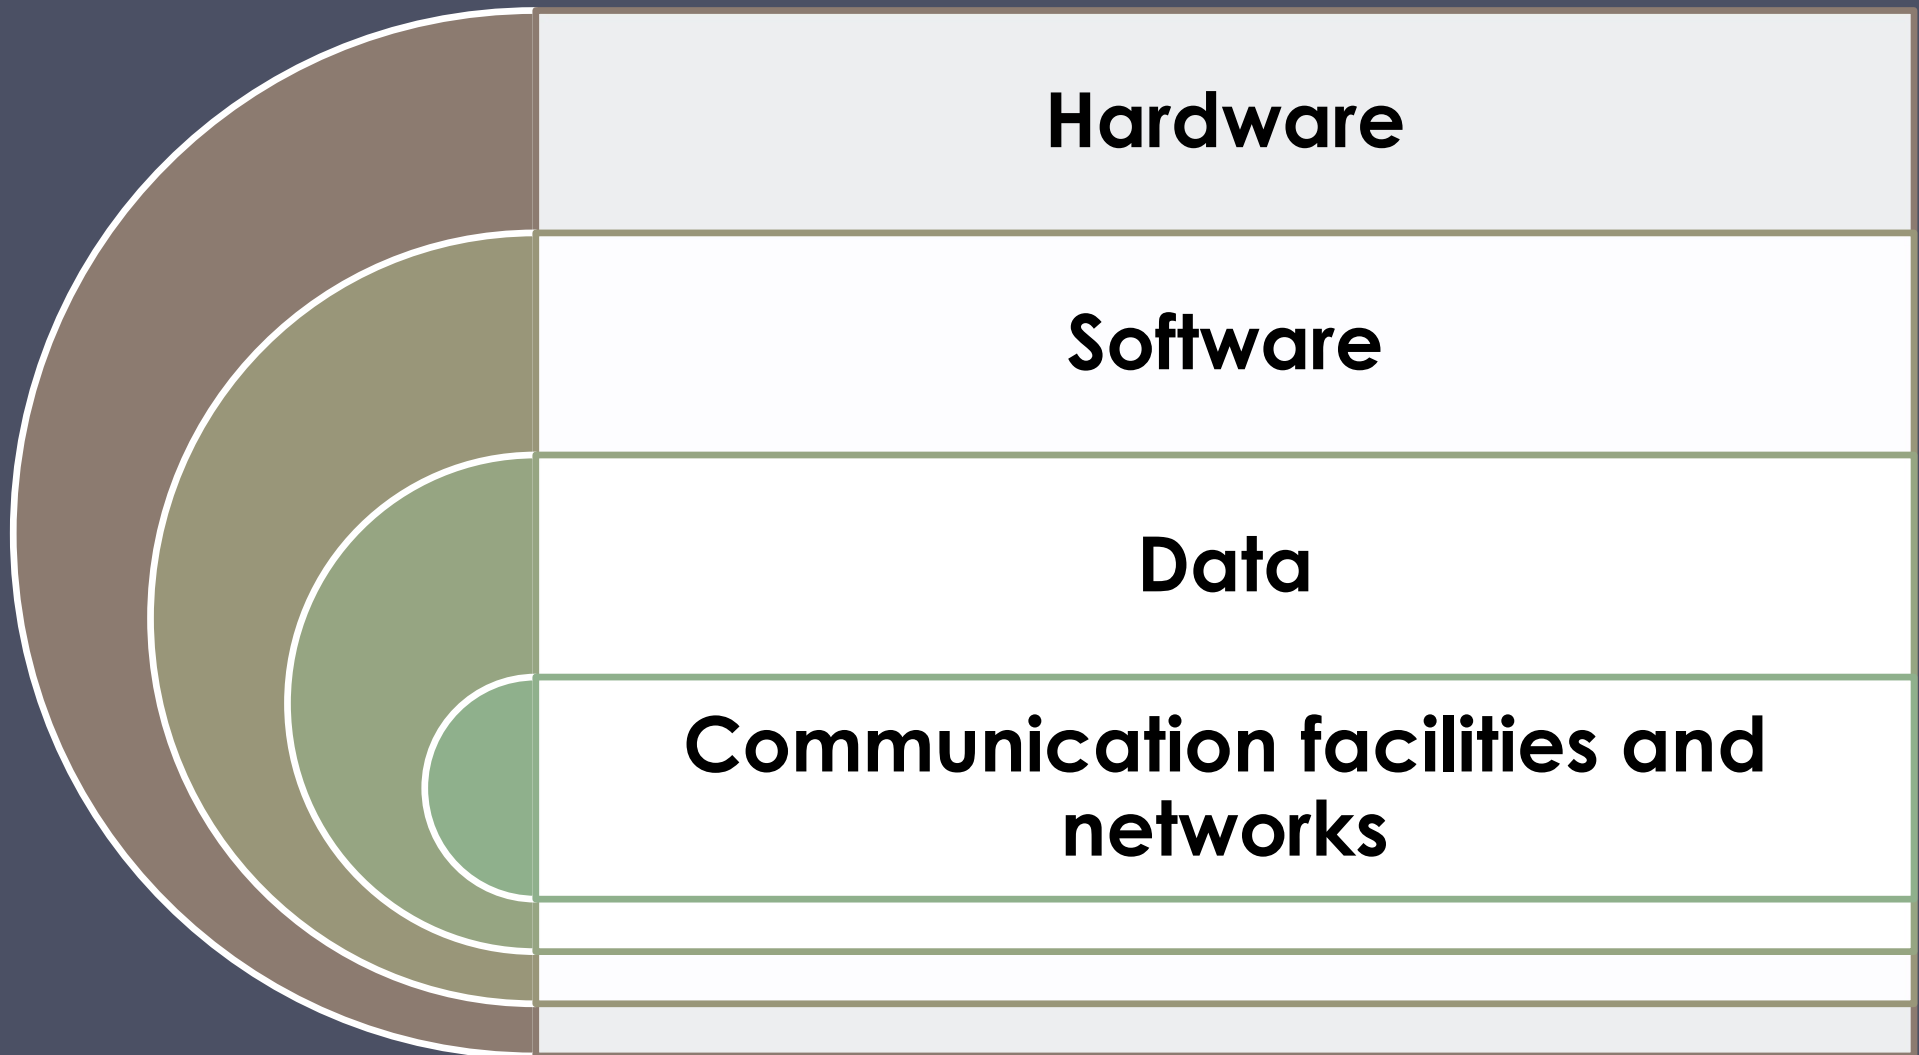 Hardware
Software
Data
Communication facilities and
networks